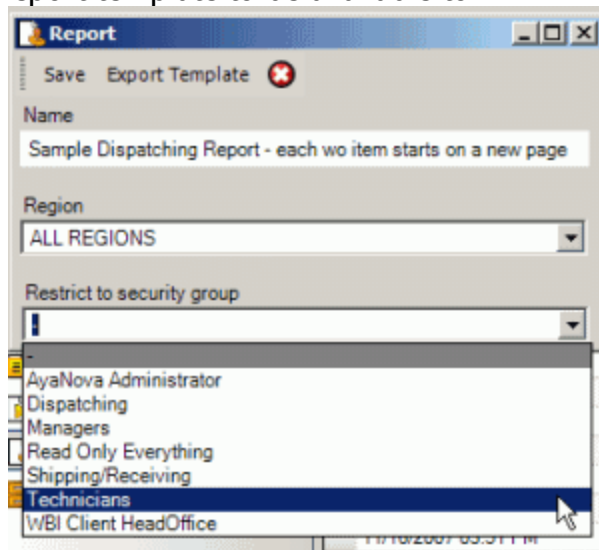 Report
Save Export Template
Name
Sample Dispatching Report - each wo item starts on a new page
Region
ALL REGIONS
Restrict to security group
-
-
AyaNova Administrator
Dispatching
Managers
Read Only Everything
Shipping/Receiving
Technicians
WBI Client HeadOffice